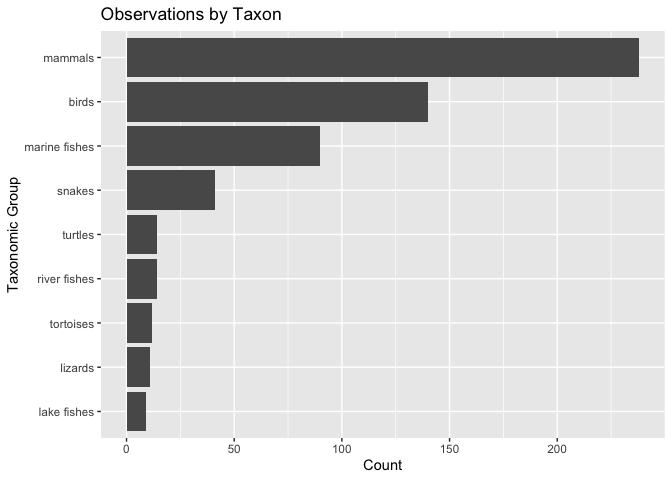 Observations by Taxon
Taxonomic Group
mammals
birds
marine fishes
snakes
turtles
river fishes
tortoises
lizards
lake fishes
0 50 100 150 200
Count